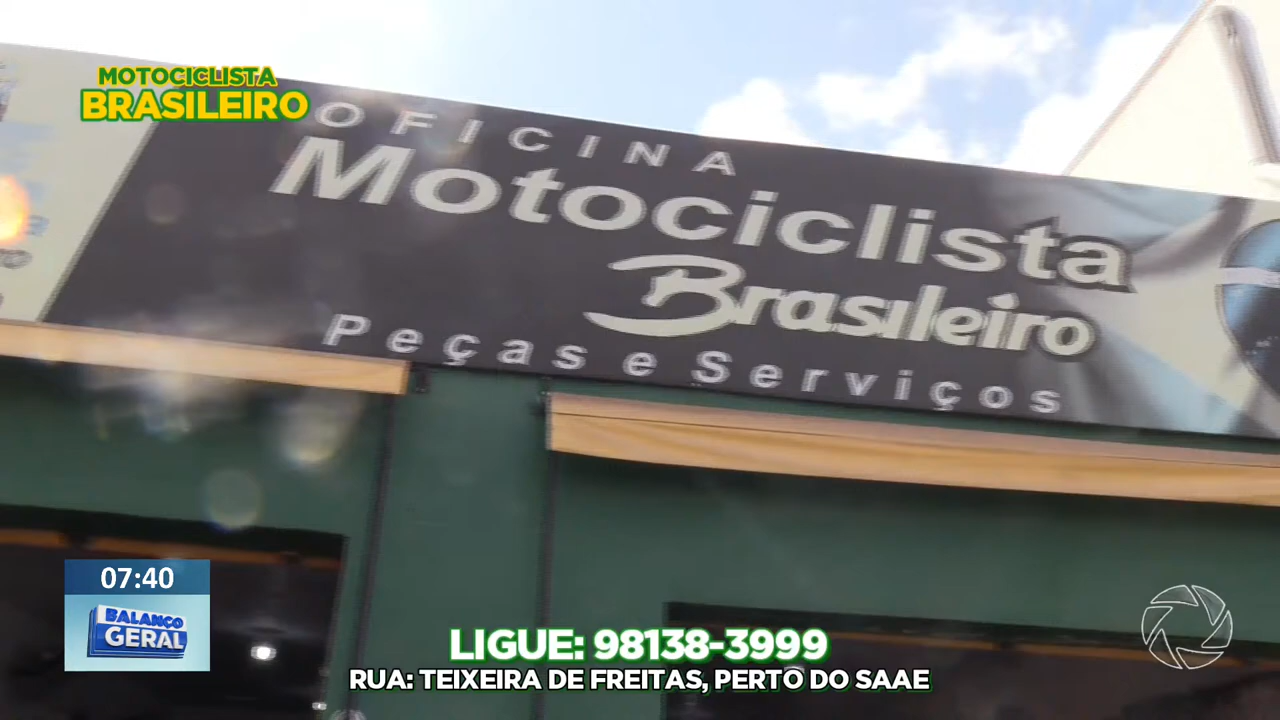 MOTOCICLISTA
BRASILEIRO
OFICINA
Motociclista
Brasileiro
Peças e Serviços
07:40
BALANÇO
GERAL
LIGUE: 98138-3999
RUA: TEIXEIRA DE FREITAS, PERTO DO SAAE